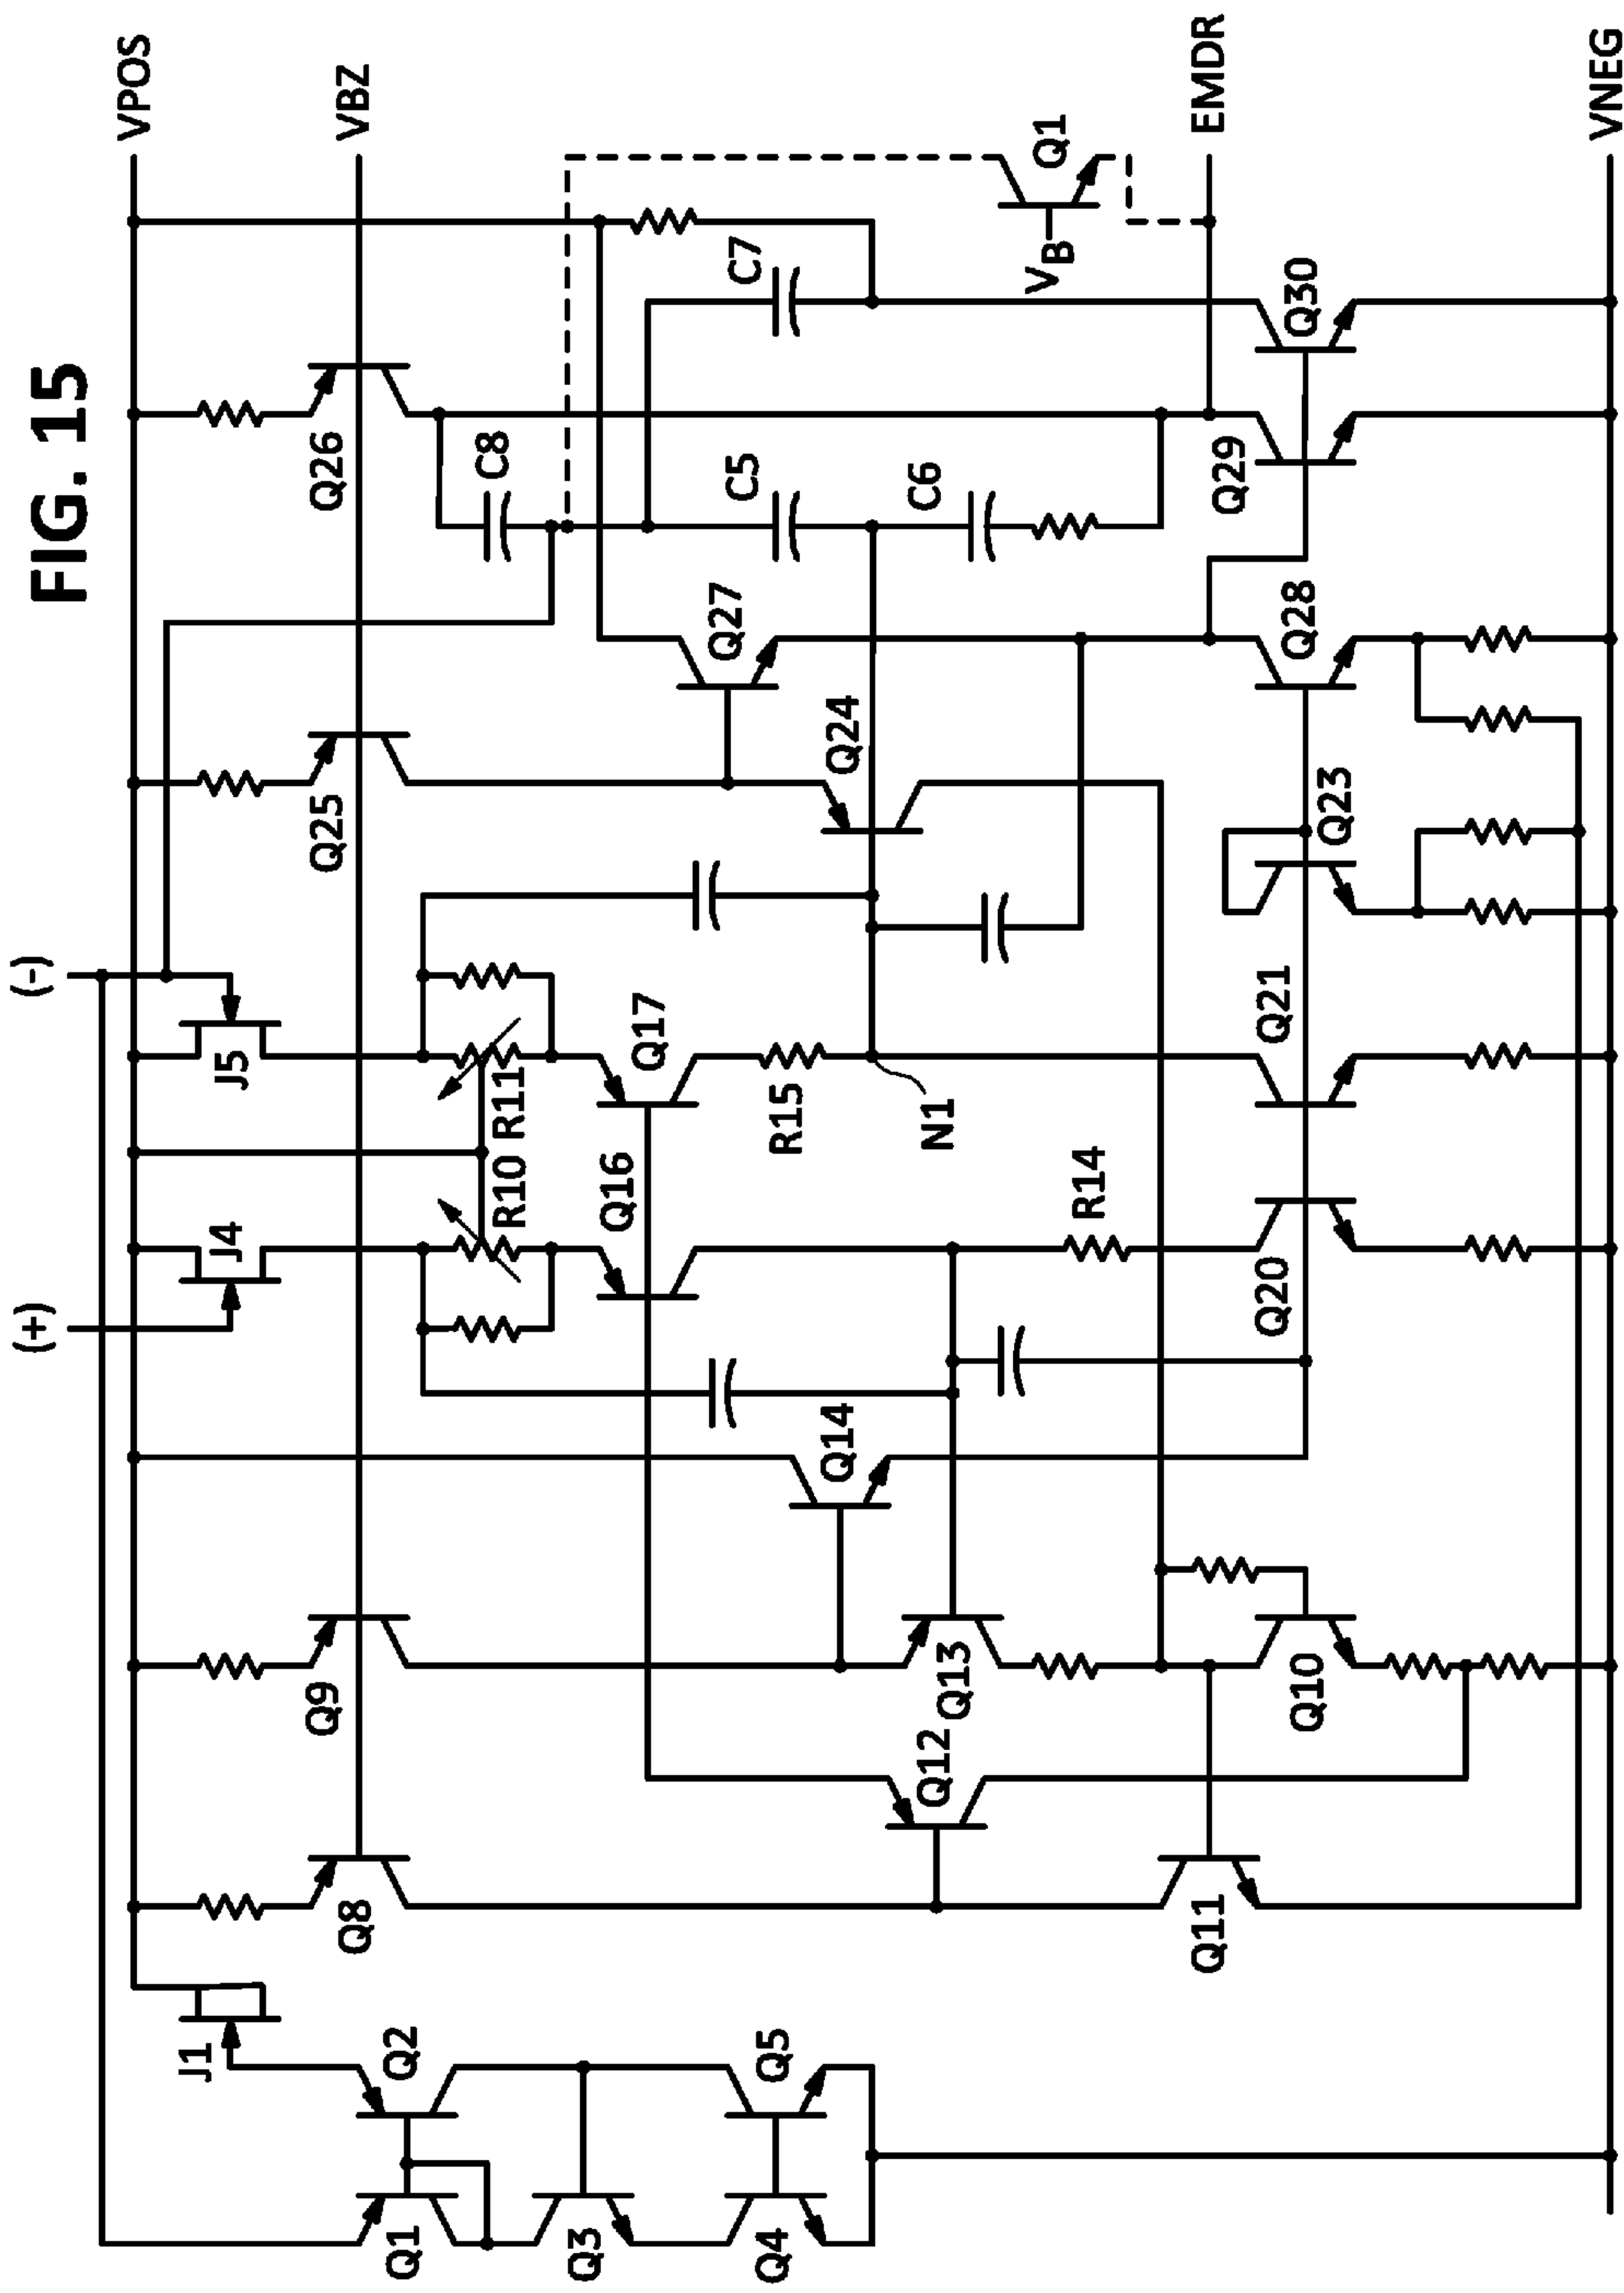 FIG. 15
(+)
(-)
VPOS
VBZ
J1
J4
J5
Q1
Q2
Q8
Q9
Q25
Q26
R10
R11
C8
Q3
Q16
Q17
Q27
C5
C7
Q4
Q5
Q14
R15
Q24
Q12
Q13
N1
C6
VB
Q1
R14
Q11
Q10
Q20
Q21
Q23
Q28
Q29
Q30
EMDR
VNEG